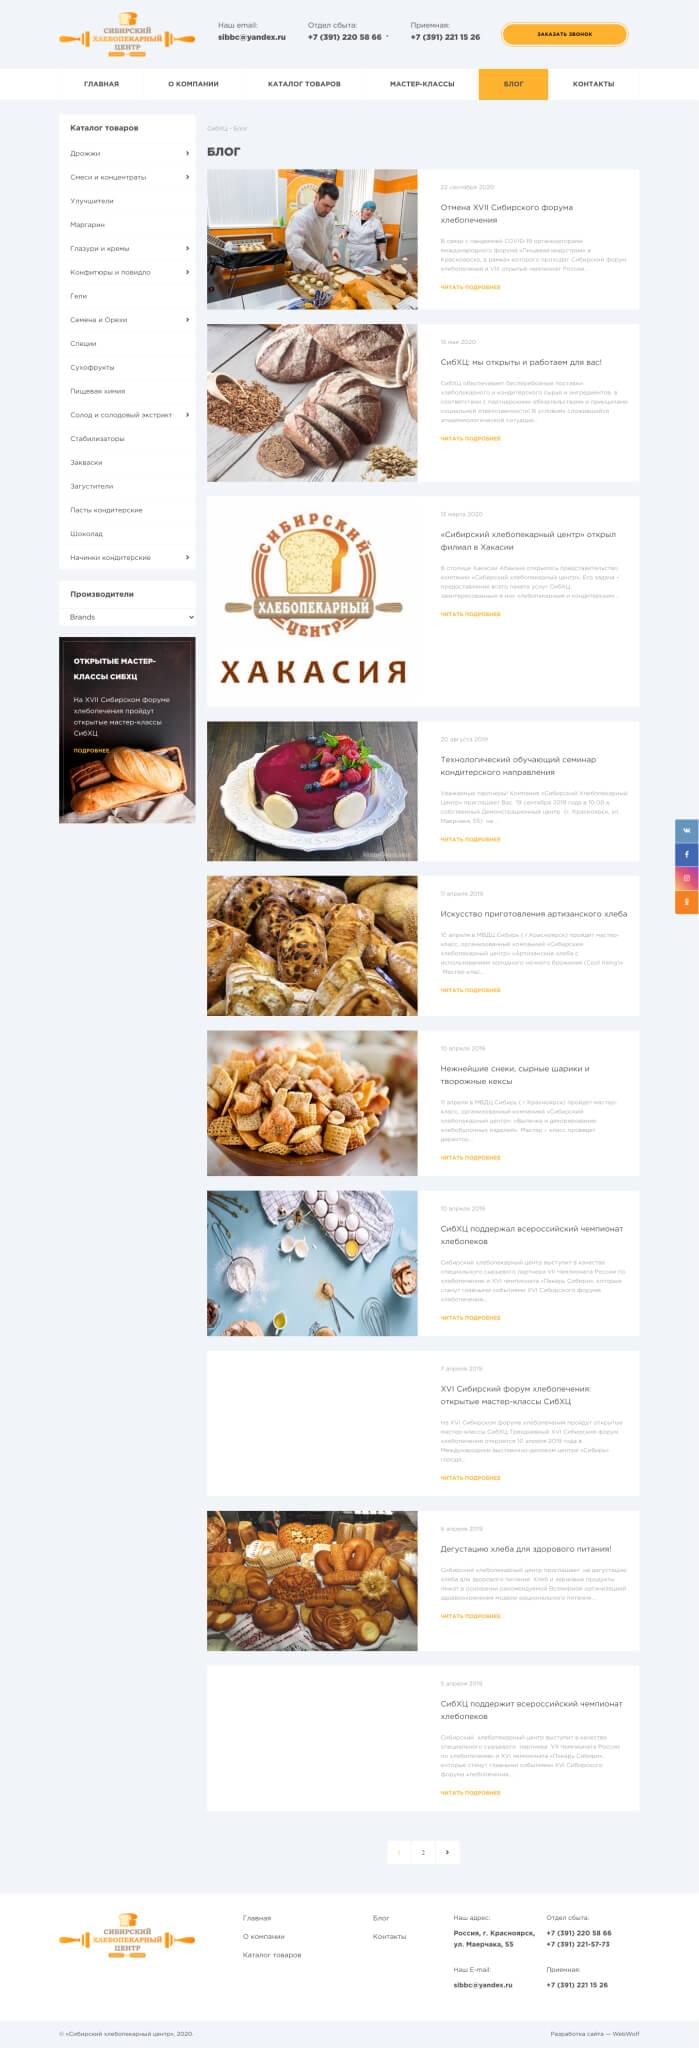 СИБИРСКИЙ
ХЛЕБОПЕКАРНЫЙ
ЦЕНТР
Наш email:
sibbc@yandex.ru
Отдел сбыта:
+7 (391) 220 58 66
Приемная:
+7 (391) 221 15 26
ЗАКАЗАТЬ ЗВОНОК
ГЛАВНАЯ
О КОМПАНИИ
КАТАЛОГ ТОВАРОВ
МАСТЕР-КЛАССЫ
БЛОГ
КОНТАКТЫ
Каталог товаров
Дрожжи
Смеси и концентраты
Улучшители
Маргарин
Глазури и кремы
Конфитюры и повидло
Гели
Семена и Орехи
Специи
Сухофрукты
Пищевая химия
Солод и солодовый экстракт
Стабилизаторы
Закваски
Загустители
Пасты кондитерские
Шоколад
Начинки кондитерские
Производители
Brands
ОТКРЫТЫЕ МАСТЕР-
КЛАССЫ СИБХЦ
На XVII Сибирском форуме
хлебопечения пройдут
открытые мастер-классы
СибХЦ
ПОДРОБНЕЕ
СибХЦ - Блог
БЛОГ
22 сентября 2020
Отмена XVII Сибирского форума
хлебопечения
В связи с пандемией COVID-19 организаторами
международного форума «Пищевая индустрия» в
Красноярске, в рамках которого проходят Сибирский форум
хлебопечения и VIII открытый чемпионат России...
ЧИТАТЬ ПОДРОБНЕЕ
15 мая 2020
СибХЦ: мы открыты и работаем для вас!
СибХЦ обеспечивает бесперебойные поставки
хлебопекарного и кондитерского сырья и ингредиентов, в
соответствии с партнерскими обязательствами и принципами
социальной ответственности! В условиях сложившейся
эпидемиологической ситуации...
ЧИТАТЬ ПОДРОБНЕЕ
СИБИРСКИЙ
ХЛЕБОПЕКАРНЫЙ
ЦЕНТР
ХАКАСИЯ
13 марта 2020
«Сибирский хлебопекарный центр» открыл
филиал в Хакасии
В столице Хакасии Абакане открылось представительство
компании «Сибирский хлебопекарный центр». Его задача –
предоставление всего пакета услуг СибХЦ
заинтересованным в них хлебопекарным и кондитерским...
ЧИТАТЬ ПОДРОБНЕЕ
20 августа 2019
Технологический обучающий семинар
кондитерского направления
Уважаемые партнеры! Компания «Сибирский Хлебопекарный
Центр» приглашает Вас 19 сентября 2019 года в 10:00 в
собственный Демонстрационный центр (г. Красноярск, ул.
Маерчака, 55) на...
ЧИТАТЬ ПОДРОБНЕЕ
11 апреля 2019
Искусство приготовления артизанского хлеба
10 апреля в МВДЦ Сибирь ( г.Красноярск) пройдет мастер-
класс, организованный компанией «Сибирский
хлебопекарный центр» «Артизанские хлеба с
использованием холодного ночного брожения (Cool rising)»
Мастер клас...
ЧИТАТЬ ПОДРОБНЕЕ
10 апреля 2019
Нежнейшие снеки, сырные шарики и
творожные кексы
11 апреля в МВДЦ Сибирь ( г.Красноярск) пройдет мастер-
класс, организованный компанией «Сибирский
хлебопекарный центр» «Выпечка и декорирование
хлебобулочных изделий». Мастер – класс проведет
директор...
ЧИТАТЬ ПОДРОБНЕЕ
10 апреля 2019
СибХЦ поддержал всероссийский чемпионат
хлебопеков
Сибирский хлебопекарный центр выступит в качестве
специального сырьевого партнера VII Чемпионата России по
хлебопечению и XVI чемпионата «Пекарь Сибири», которые
станут главными событиями XVI Сибирского форума
хлебопечения...
ЧИТАТЬ ПОДРОБНЕЕ
7 апреля 2019
XVI Сибирский форум хлебопечения:
открытые мастер-классы СибХЦ
На XVI Сибирском форуме хлебопечения пройдут открытые
мастер-классы СибХЦ Трехдневный XVI Сибирский форум
хлебопечения откроется 10 апреля 2019 года в
Международном выставочно-деловом центре «Сибирь»
города...
ЧИТАТЬ ПОДРОБНЕЕ
6 апреля 2019
Дегустацию хлеба для здорового питания!
Сибирский хлебопекарный центр приглашает на дегустацию
хлеба для здорового питания Хлеб и зерновые продукты
лежат в основании рекомендуемой Всемирной организацией
здравоохранения модели рационального питания...
ЧИТАТЬ ПОДРОБНЕЕ
5 апреля 2019
СибХЦ поддержит всероссийский чемпионат
хлебопеков
Сибирский хлебопекарный центр выступит в качестве
специального сырьевого партнера VII Чемпионата России
по хлебопечению и XVI чемпионата «Пекарь Сибири»,
которые станут главными событиями XVI Сибирского
форума хлебопечения...
ЧИТАТЬ ПОДРОБНЕЕ
1
2
СИБИРСКИЙ
ХЛЕБОПЕКАРНЫЙ
ЦЕНТР
Главная
О компании
Каталог товаров
Блог
Контакты
Наш адрес:
Россия, г. Красноярск,
ул. Маерчака, 55
Наш E-mail:
sibbc@yandex.ru
Отдел сбыта:
+7 (391) 220 58 66
+7 (391) 221-57-73
Приемная:
+7 (391) 221 15 26
© «Сибирский хлебопекарный центр», 2020.
Разработка сайта — WebWolf